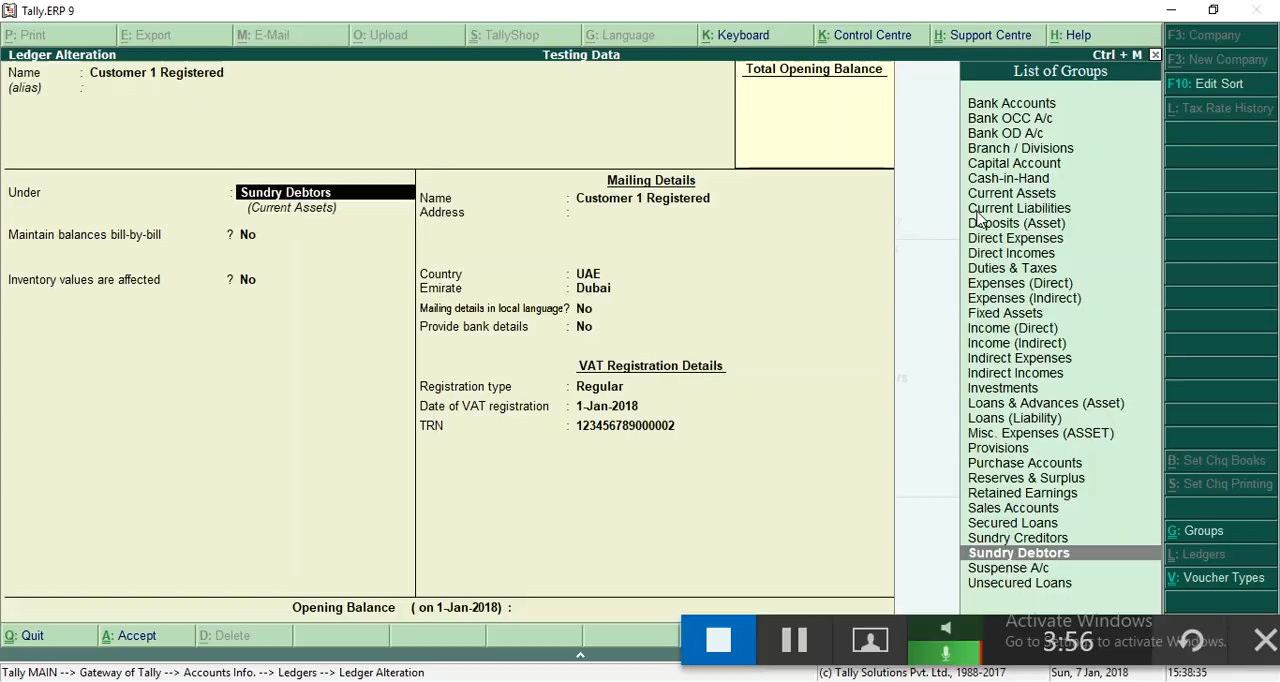 Tally.ERP 9
P: Print E: Export M: E-Mail O: Upload S: TallyShop G: Language K: Keyboard K: Control Centre H: Support Centre H: Help
F3: Company
Ledger Alteration Testing Data Ctrl + M
F3: New Company
F10: Edit Sort
L: Tax Rate History
Name : Customer 1 Registered
(alias) :
Total Opening Balance
Under : Sundry Debtors
(Current Assets)
Maintain balances bill-by-bill ? No
Inventory values are affected ? No
Mailing Details
Name : Customer 1 Registered
Address :
Country : UAE
Emirate : Dubai
Mailing details in local language? No
Provide bank details : No
VAT Registration Details
Registration type : Regular
Date of VAT registration : 1-Jan-2018
TRN : 123456789000002
Opening Balance ( on 1-Jan-2018) :
List of Groups
Bank Accounts
Bank OCC A/c
Bank OD A/c
Branch / Divisions
Capital Account
Cash-in-Hand
Current Assets
Current Liabilities
Deposits (Asset)
Direct Expenses
Direct Incomes
Duties & Taxes
Expenses (Direct)
Expenses (Indirect)
Fixed Assets
Income (Direct)
Income (Indirect)
Indirect Expenses
Indirect Incomes
Investments
Loans & Advances (Asset)
Loans (Liability)
Misc. Expenses (ASSET)
Provisions
Purchase Accounts
Reserves & Surplus
Retained Earnings
Sales Accounts
Secured Loans
Sundry Creditors
Sundry Debtors
Suspense A/c
Unsecured Loans
B: Set Chq Books
S: Set Chq Printing
G: Groups
L: Ledgers
V: Voucher Types
Q: Quit A: Accept D: Delete
Activate Windows
Go to Settings to activate Windows.
3:56
Tally MAIN --> Gateway of Tally --> Accounts Info. --> Ledgers --> Ledger Alteration (c) Tally Solutions Pvt. Ltd., 1988-2017 Sun, 7 Jan, 2018 15:38:35